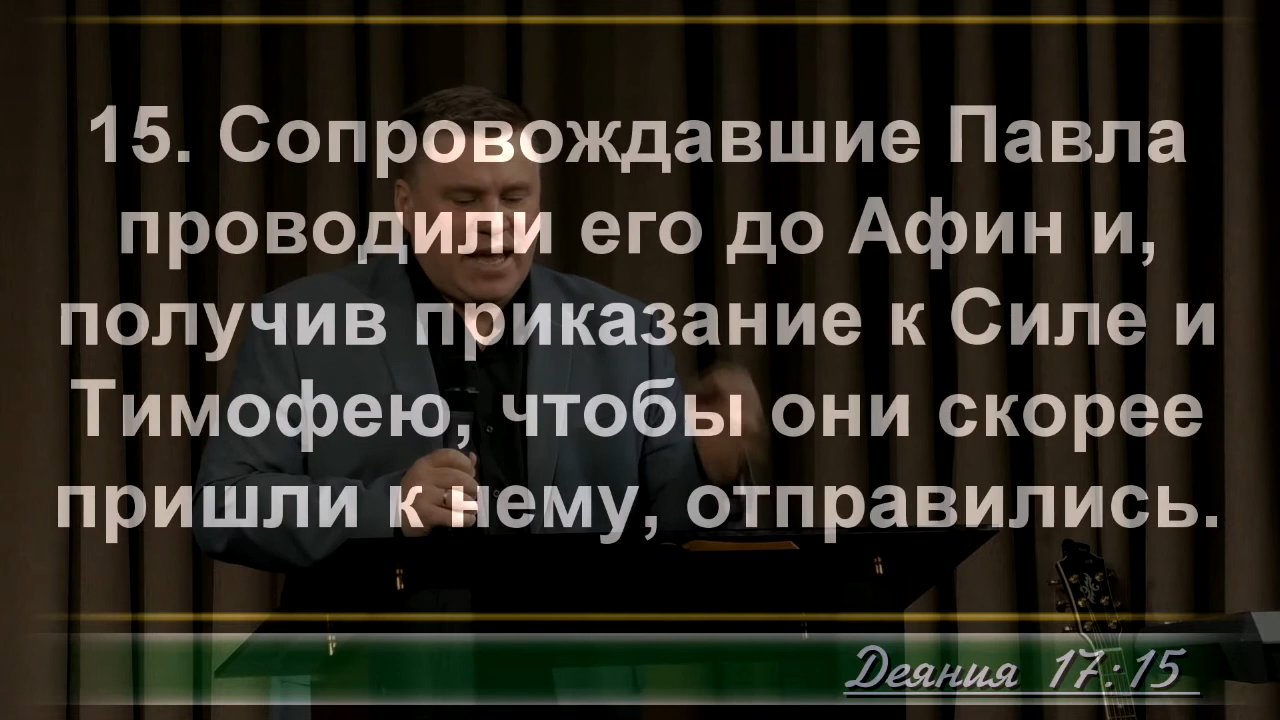 15. Сопровождавшие Павла
проводили его до Афин и,
получив приказание к Силе и
Тимофею, чтобы они скорее
пришли к нему, отправились.
Деяния 17:15